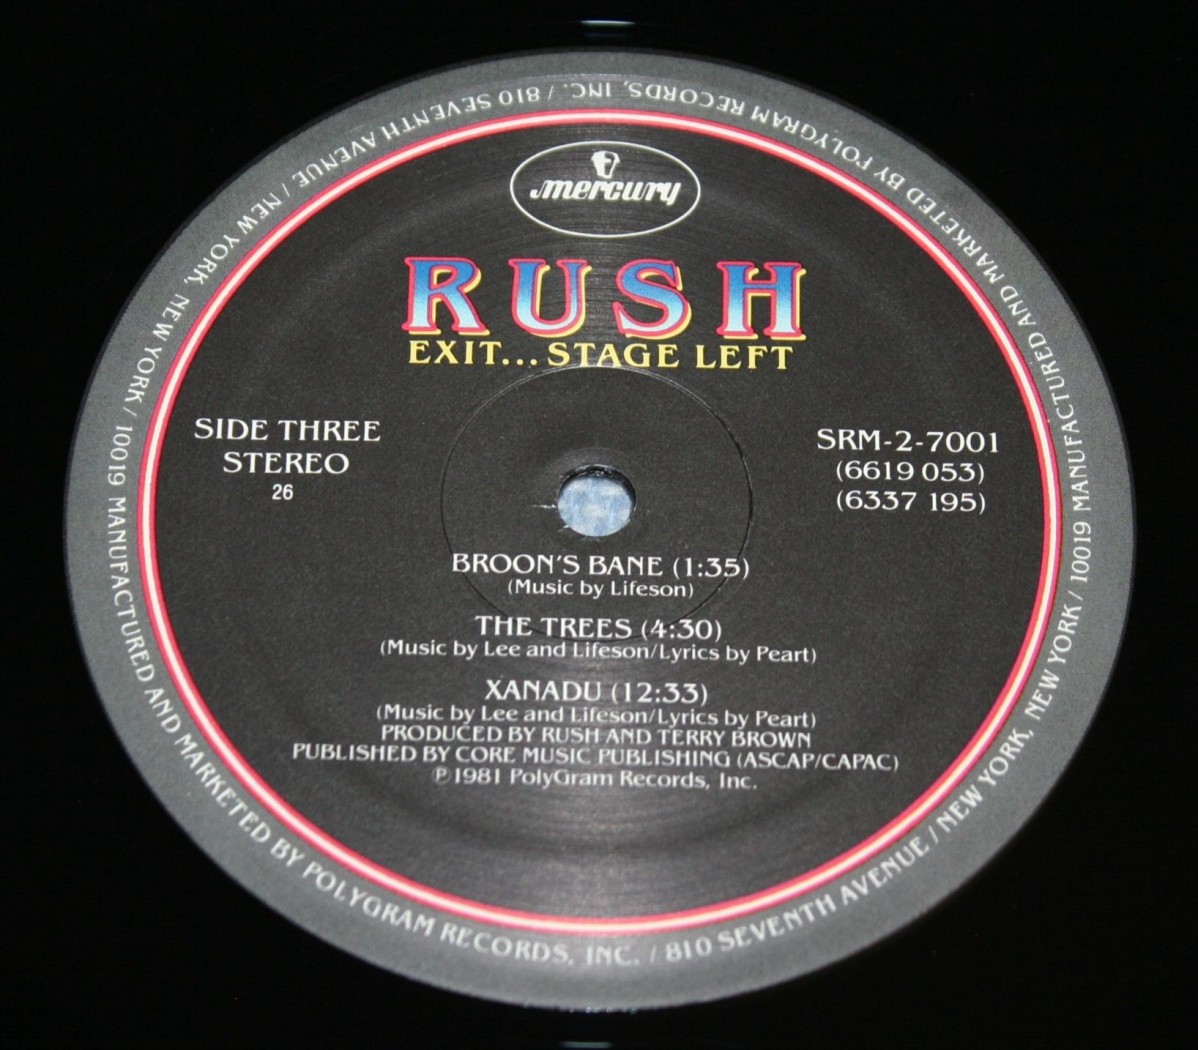 mercury
RUSH
EXIT...STAGE LEFT
SIDE THREE
STEREO
26
SRM-2-7001
(6619 053)
(6337 195)
BROON'S BANE (1:35)
(Music by Lifeson)
THE TREES (4:30)
(Music by Lee and Lifeson/Lyrics by Peart)
XANADU (12:33)
(Music by Lee and Lifeson/Lyrics by Peart)
PRODUCED BY RUSH AND TERRY BROWN
PUBLISHED BY CORE MUSIC PUBLISHING (ASCAP/CAPAC)
℗1981 PolyGram Records, Inc.
MANUFACTURED AND MARKETED BY POLYGRAM RECORDS, INC. / 810 SEVENTH AVENUE / NEW YORK, NEW YORK / 10019
MANUFACTURED AND MARKETED BY POLYGRAM RECORDS, INC. / 810 SEVENTH AVENUE / NEW YORK, NEW YORK / 10019